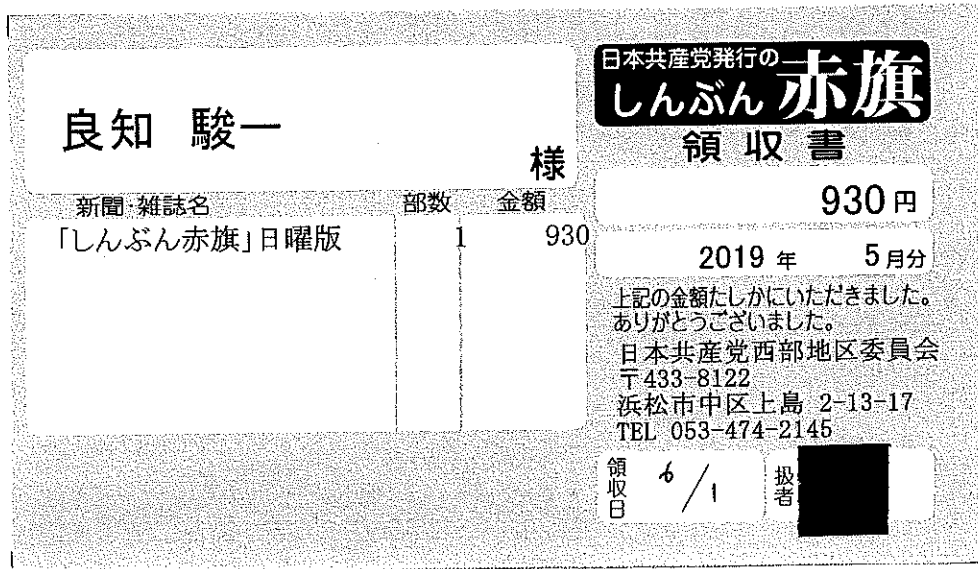 良知 駿一
様
新聞・雑誌名 部数 金額
「しんぶん赤旗」日曜版 1 930
日本共産党発行の
しんぶん赤旗
領収書
930円
2019年 5月分
上記の金額たしかにいただきました。
ありがとうございました。
日本共産党西部地区委員会
〒433-8122
浜松市中区上島 2-13-17
TEL 053-474-2145
領収日 6/1 扱者